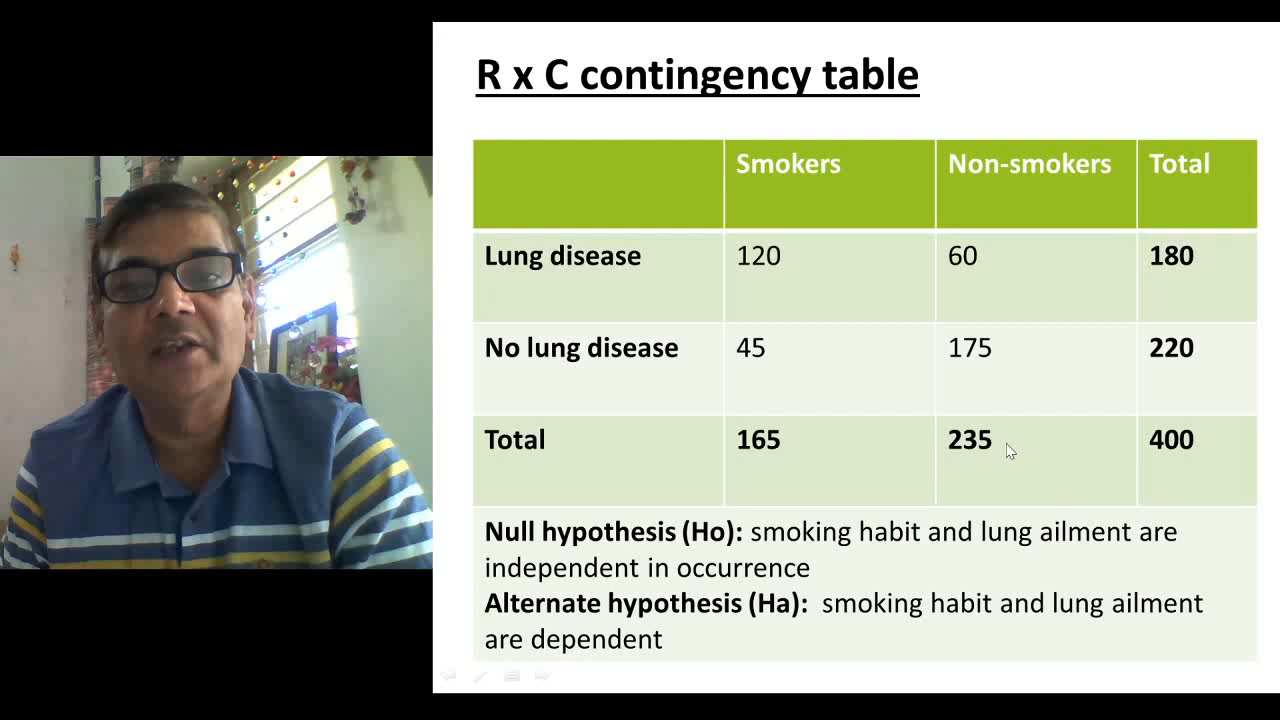 R x C contingency table
Smokers Non-smokers Total
Lung disease 120 60 180
No lung disease 45 175 220
Total 165 235 400
Null hypothesis (Ho): smoking habit and lung ailment are
independent in occurrence
Alternate hypothesis (Ha): smoking habit and lung ailment
are dependent